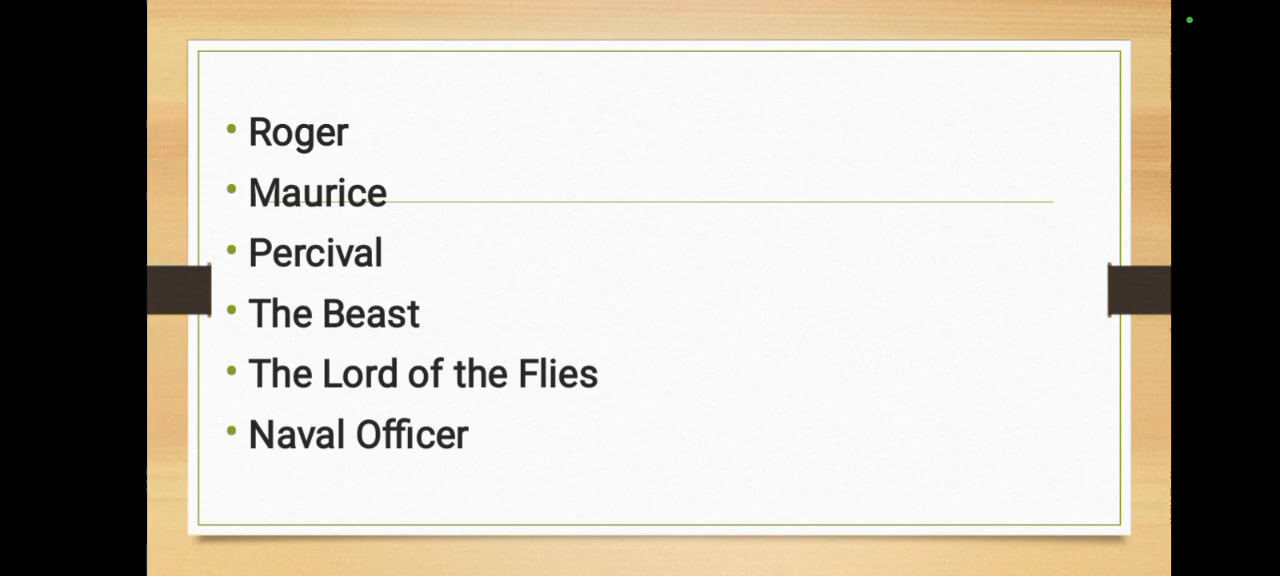 • Roger
• Maurice
• Percival
• The Beast
• The Lord of the Flies
• Naval Officer